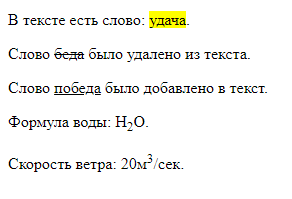 В тексте есть слово: удача.
Слово беда было удалено из текста.
Слово победа было добавлено в текст.
Формула воды: H₂O.
Скорость ветра: 20м³/сек.